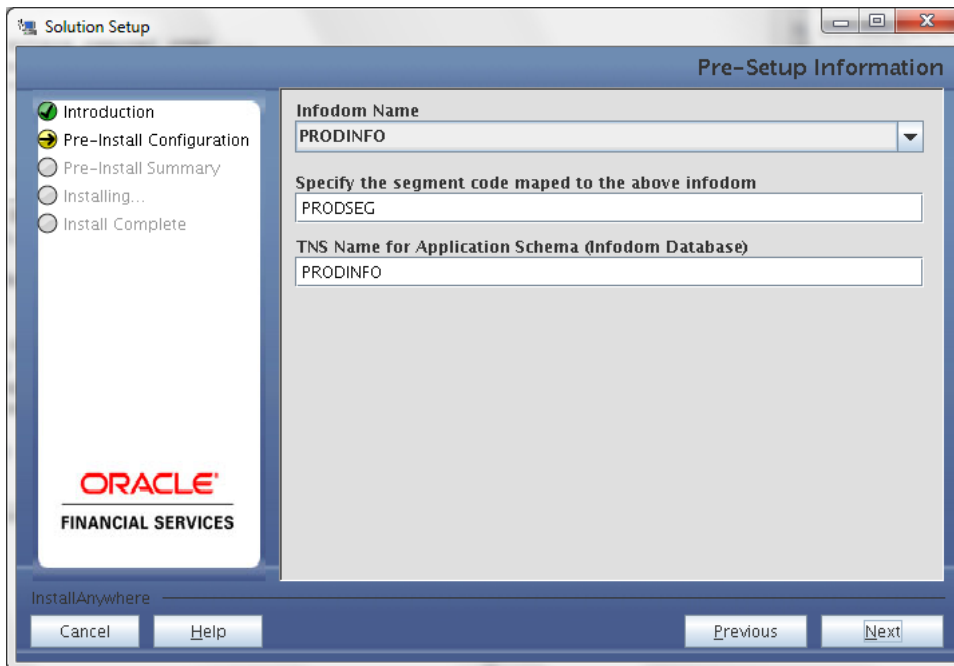 Solution Setup
Pre-Setup Information
Introduction
Pre-Install Configuration
Pre-Install Summary
Installing...
Install Complete
ORACLE®
FINANCIAL SERVICES
Infodom Name
PRODINFO
Specify the segment code maped to the above infodom
PRODSEG
TNS Name for Application Schema (Infodom Database)
PRODINFO
InstallAnywhere
Cancel
Help
Previous
Next